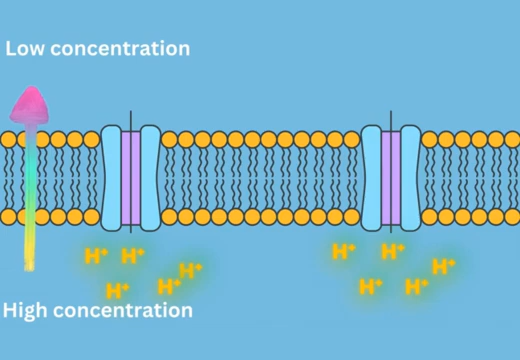 Low concentration
H⁺ H⁺ H⁺ H⁺ H⁺
H⁺ H⁺ H⁺ H⁺ H⁺
High concentration